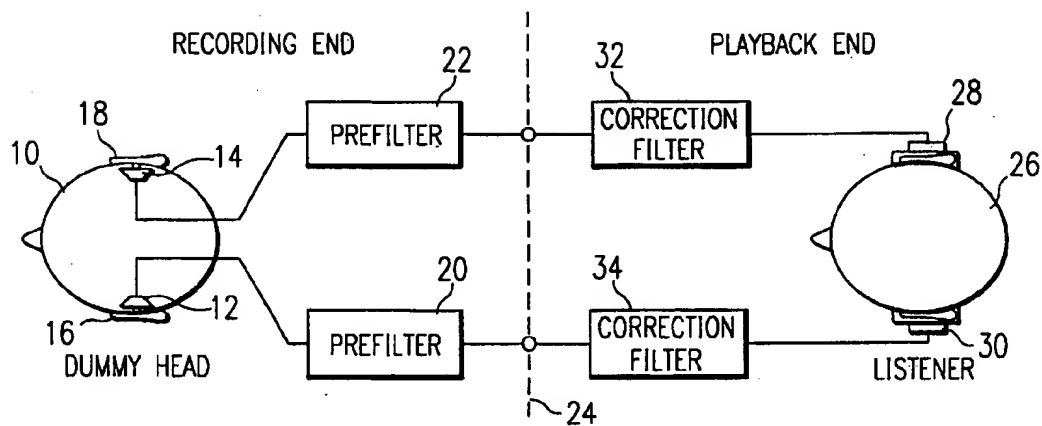 RECORDING END
PLAYBACK END
22
32
28
18
10
14
PREFILTER
CORRECTION
FILTER
26
20
34
16
12
PREFILTER
CORRECTION
FILTER
30
DUMMY HEAD
LISTENER
24